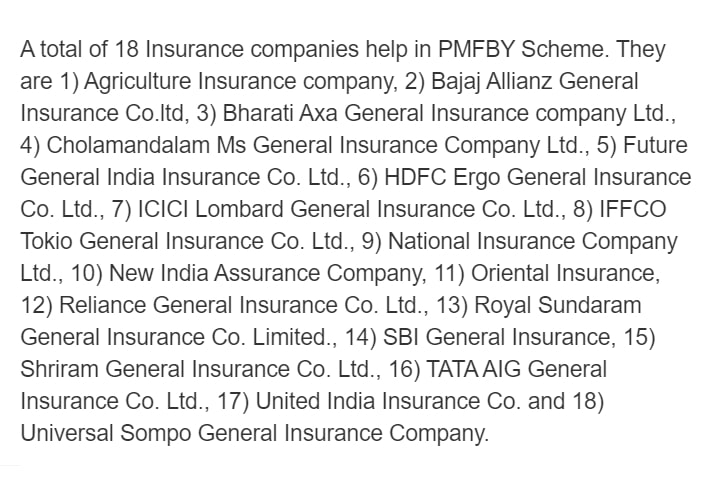 A total of 18 Insurance companies help in PMFBY Scheme. They
are 1) Agriculture Insurance company, 2) Bajaj Allianz General
Insurance Co.ltd, 3) Bharati Axa General Insurance company Ltd.,
4) Cholamandalam Ms General Insurance Company Ltd., 5) Future
General India Insurance Co. Ltd., 6) HDFC Ergo General Insurance
Co. Ltd., 7) ICICI Lombard General Insurance Co. Ltd., 8) IFFCO
Tokio General Insurance Co. Ltd., 9) National Insurance Company
Ltd., 10) New India Assurance Company, 11) Oriental Insurance,
12) Reliance General Insurance Co. Ltd., 13) Royal Sundaram
General Insurance Co. Limited., 14) SBI General Insurance, 15)
Shriram General Insurance Co. Ltd., 16) TATA AIG General
Insurance Co. Ltd., 17) United India Insurance Co. and 18)
Universal Sompo General Insurance Company.